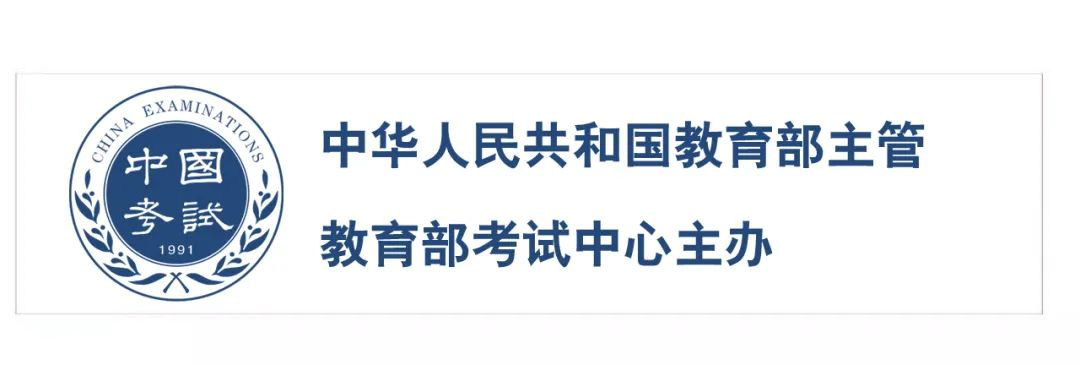 CHINA EXAMINATIONS
中國
考試
1991
中华人民共和国教育部主管
教育部考试中心主办